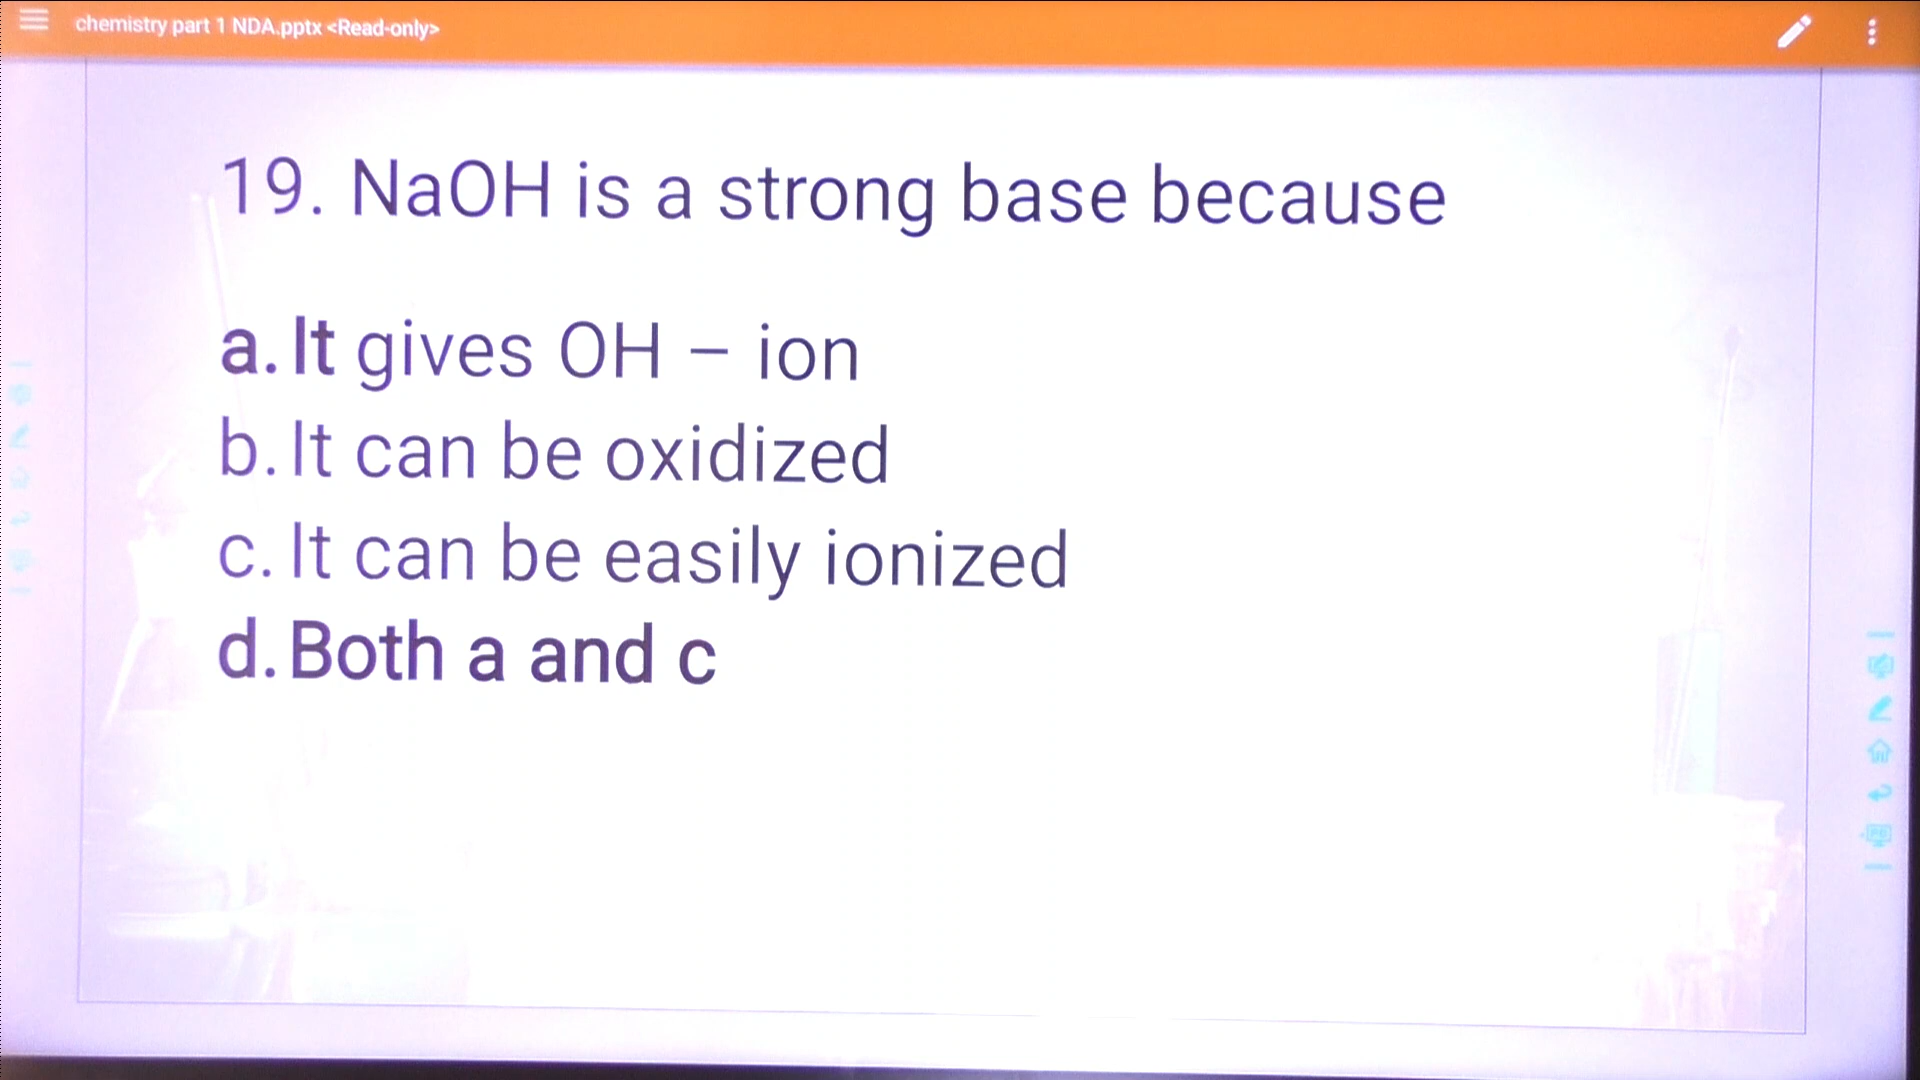 chemistry part 1 NDA.pptx <Read-only>
19. NaOH is a strong base because
a. It gives OH – ion
b. It can be oxidized
c. It can be easily ionized
d. Both a and c